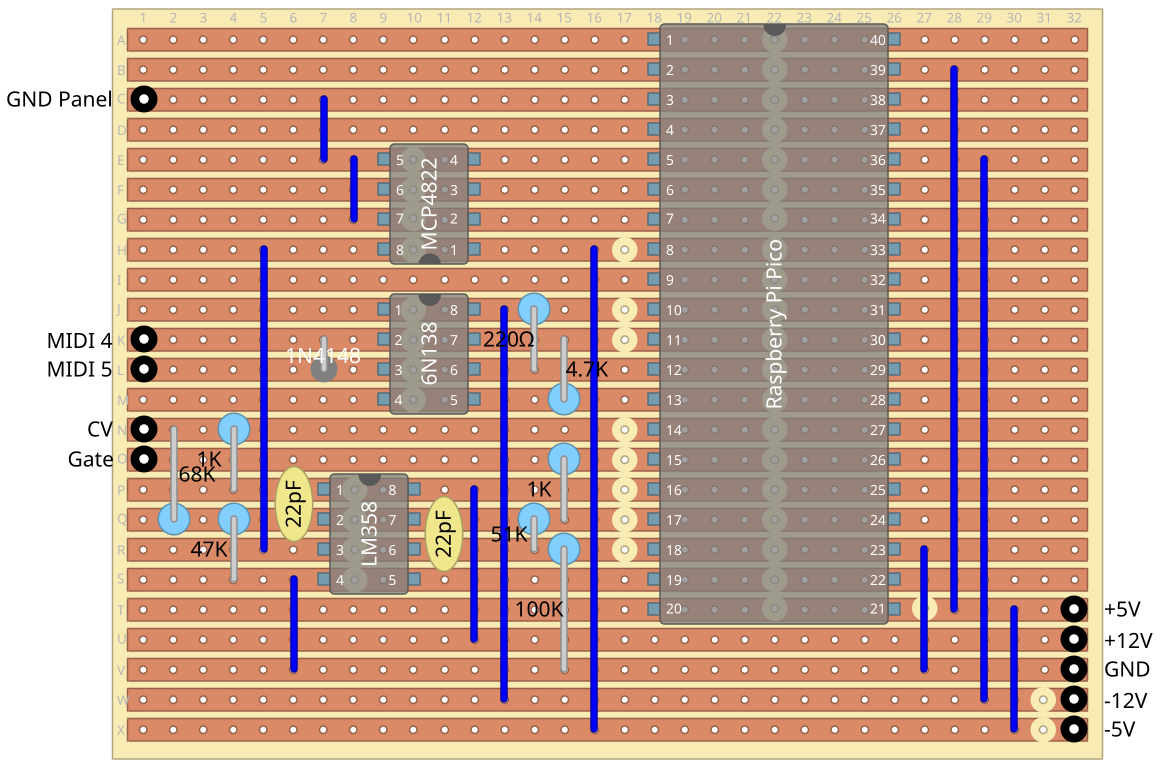 1 2 3 4 5 6 7 8 9 10 11 12 13 14 15 16 17 18 19 20 21 22 23 24 25 26 27 28 29 30 31 32
A 1 40
B 2 39
GND Panel C 3 38
D 4 37
E 5 4 5 36
F 6 3 6 35
G 7 2 7 34
MCP4822
H 8 1 8 33
I 9 32
J 1 8 10 31
MIDI 4 K 2 7 220Ω 11 30
1N4148
6N138
Raspberry Pi Pico
MIDI 5 L 3 6 4.7K 12 29
M 4 5 13 28
CV N 14 27
Gate O 1K 15 26
68K
P 1 8 1K 16 25
22pF
Q 2 7 17 24
LM358
22pF
51K
R 47K 3 6 18 23
S 4 5 19 22
T 100K 20 21 +5V
U +12V
V GND
W -12V
X -5V